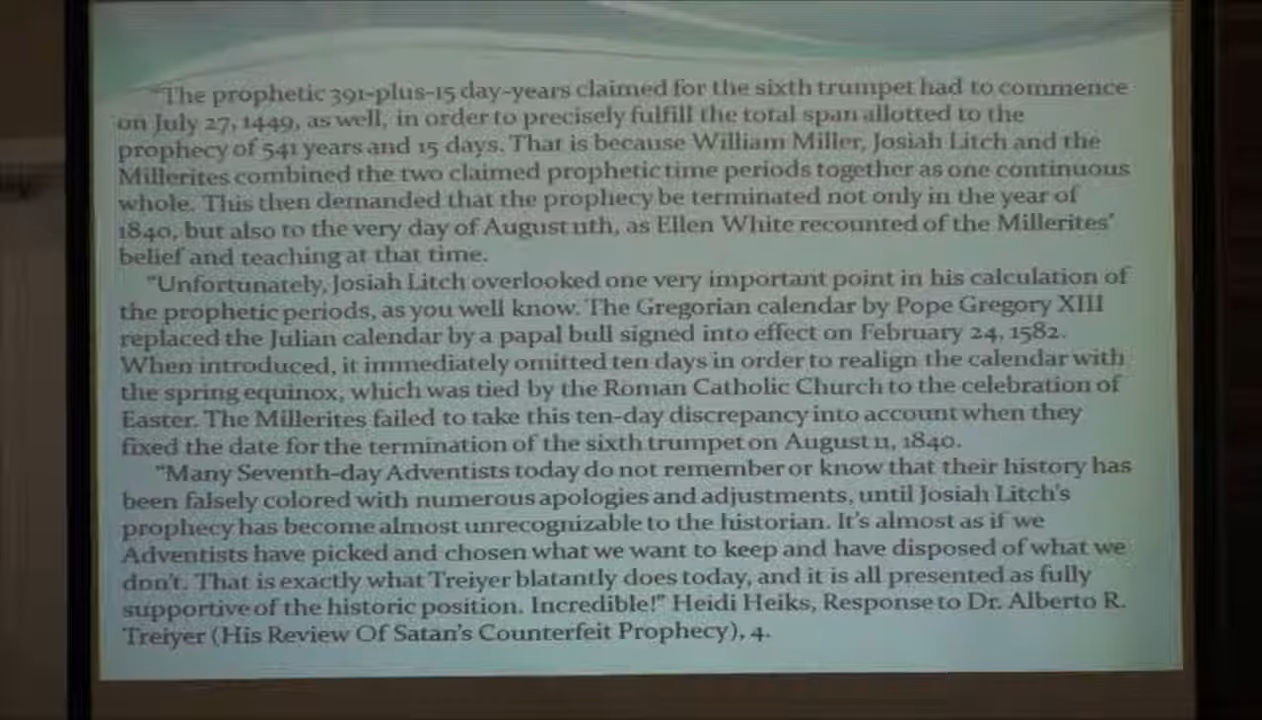 "The prophetic 391-plus-15 day-years claimed for the sixth trumpet had to commence
on July 27, 1449, as well, in order to precisely fulfill the total span allotted to the
prophecy of 541 years and 15 days. That is because William Miller, Josiah Litch and the
Millerites combined the two claimed prophetic time periods together as one continuous
whole. This then demanded that the prophecy be terminated not only in the year of
1840, but also to the very day of August 11th, as Ellen White recounted of the Millerites'
belief and teaching at that time.
"Unfortunately, Josiah Litch overlooked one very important point in his calculation of
the prophetic periods, as you well know. The Gregorian calendar by Pope Gregory XIII
replaced the Julian calendar by a papal bull signed into effect on February 24, 1582.
When introduced, it immediately omitted ten days in order to realign the calendar with
the spring equinox, which was tied by the Roman Catholic Church to the celebration of
Easter. The Millerites failed to take this ten-day discrepancy into account when they
fixed the date for the termination of the sixth trumpet on August 11, 1840.
"Many Seventh-day Adventists today do not remember or know that their history has
been falsely colored with numerous apologies and adjustments, until Josiah Litch's
prophecy has become almost unrecognizable to the historian. It's almost as if we
Adventists have picked and chosen what we want to keep and have disposed of what we
don't. That is exactly what Treiyer blatantly does today, and it is all presented as fully
supportive of the historic position. Incredible!" Heidi Heiks, Response to Dr. Alberto R.
Treiyer (His Review Of Satan's Counterfeit Prophecy), 4.